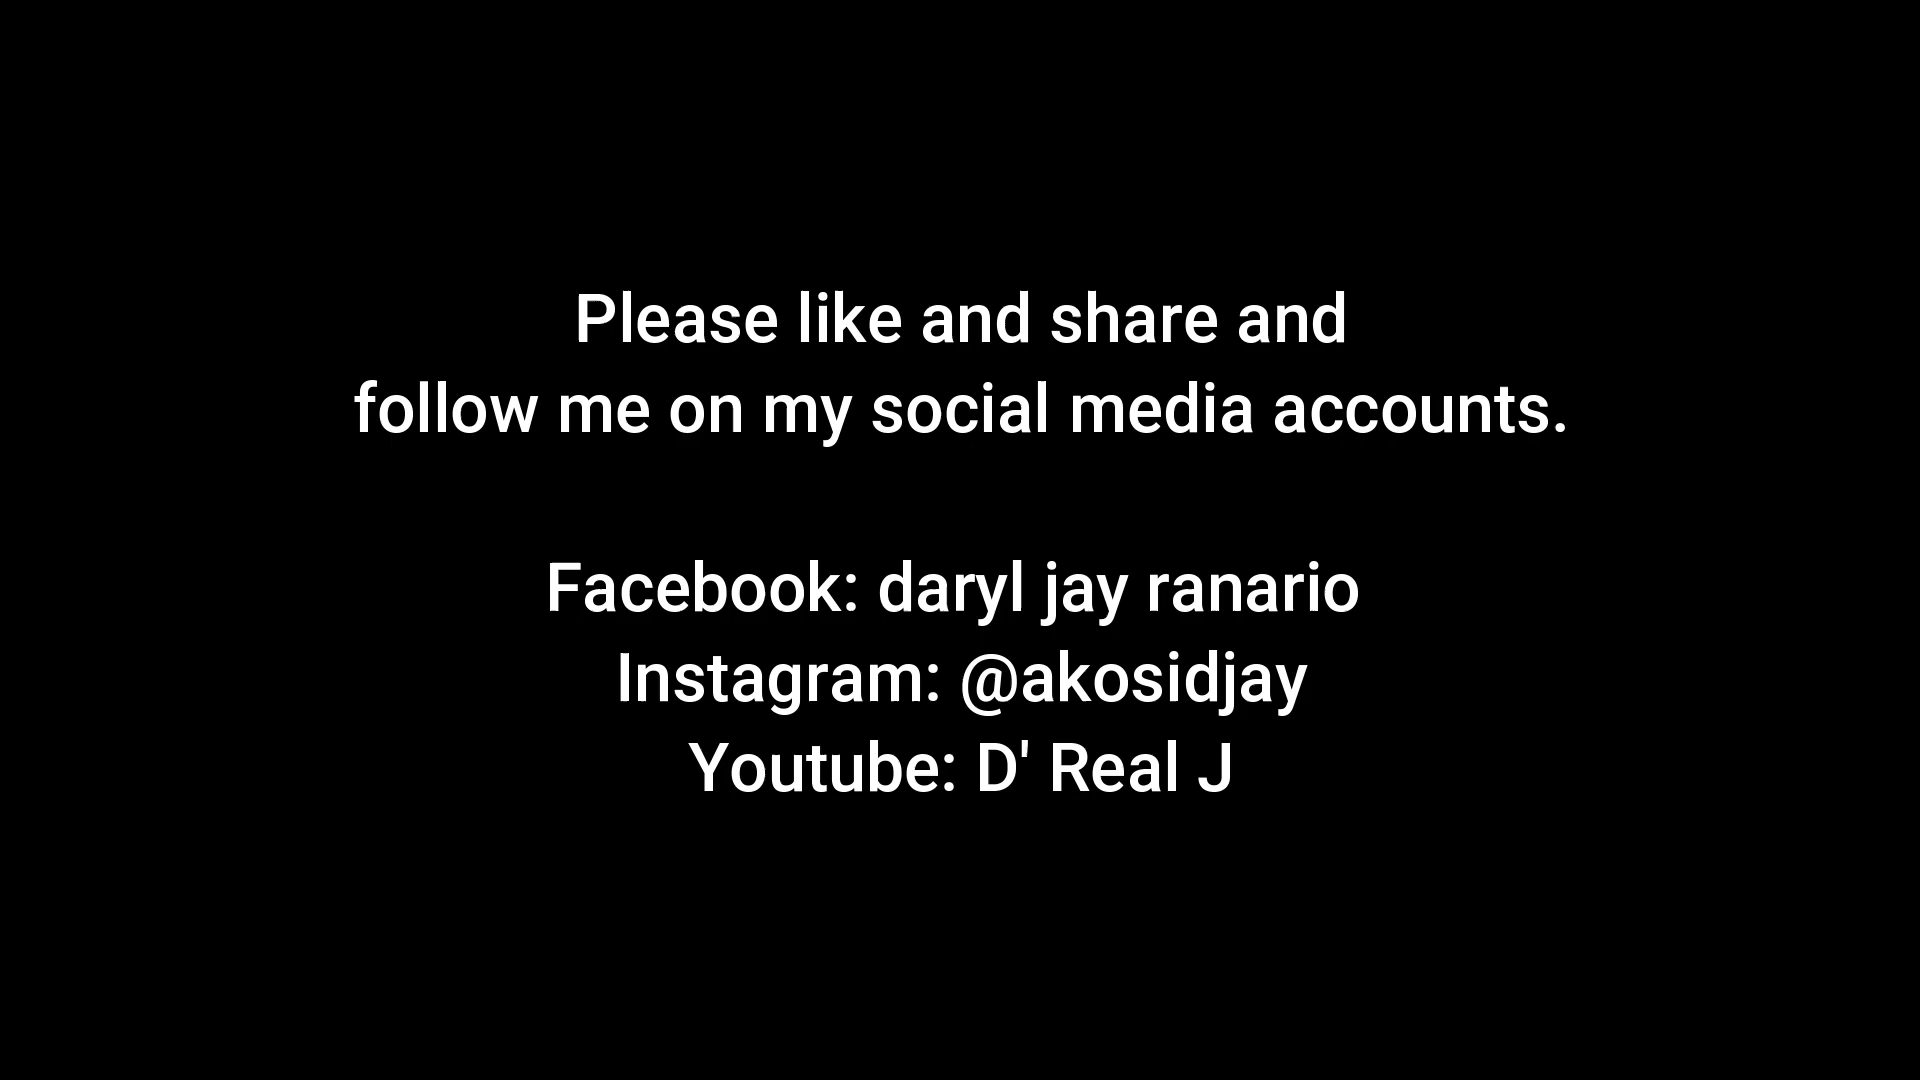 Please like and share and
follow me on my social media accounts.
Facebook: daryl jay ranario
Instagram: @akosidjay
Youtube: D' Real J